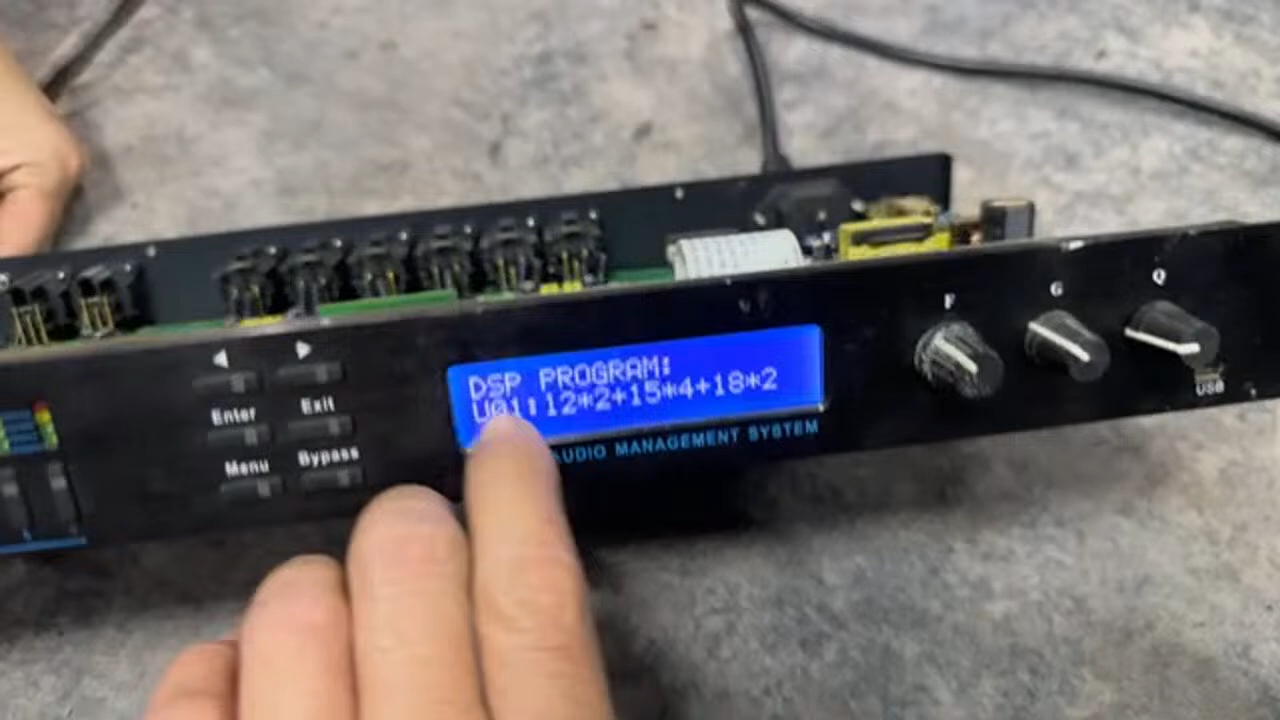 DSP PROGRAM:
U01:12*2+15*4+18*2
AUDIO MANAGEMENT SYSTEM
Enter
Exit
Menu
Bypass
F
G
Q
USB